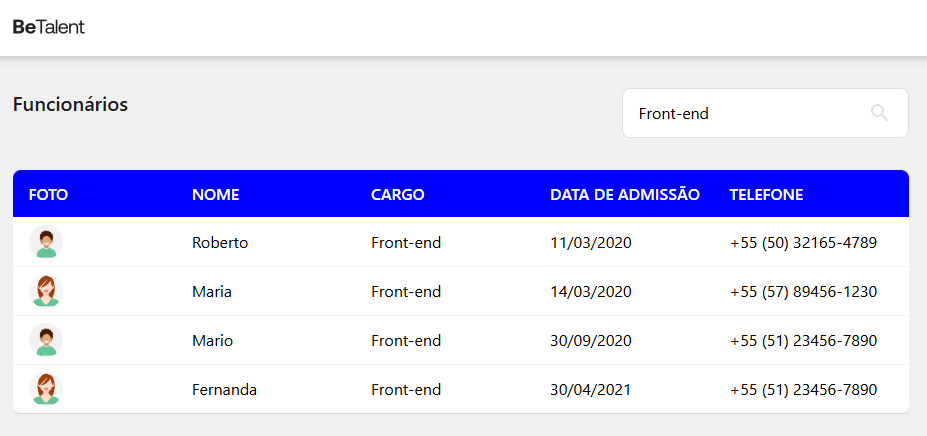 BeTalent
Funcionários
Front-end
FOTO NOME CARGO DATA DE ADMISSÃO TELEFONE
Roberto Front-end 11/03/2020 +55 (50) 32165-4789
Maria Front-end 14/03/2020 +55 (57) 89456-1230
Mario Front-end 30/09/2020 +55 (51) 23456-7890
Fernanda Front-end 30/04/2021 +55 (51) 23456-7890